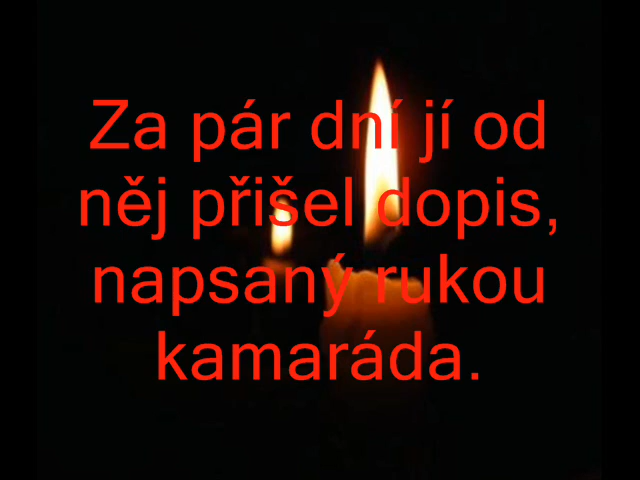 Za pár dní jí od
něj přišel dopis,
napsaný rukou
kamaráda.